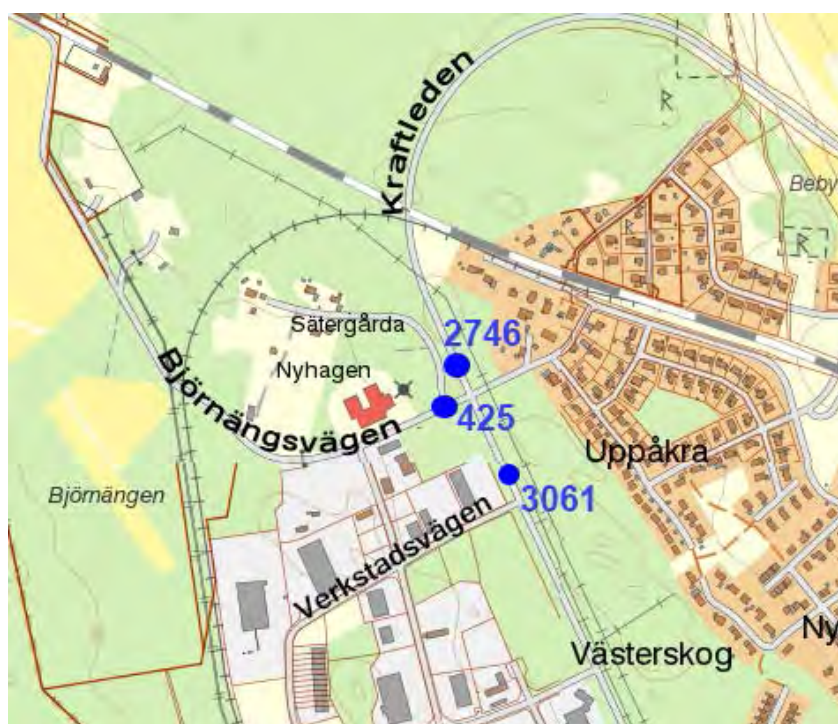 Kraftleden
R
Beby
R
R
Sätergårda
2746
Nyhagen
Björnängsvägen
425
Uppåkra
Björnängen
3061
Verkstadsvägen
Ny
Västerskog